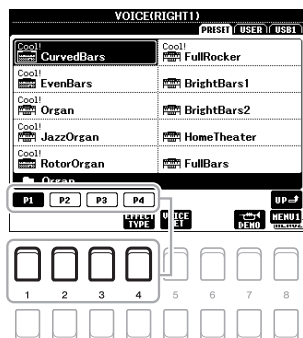 VOICE(RIGHT1)
PRESET USER USB1
Cool! CurvedBars
Cool! FullRocker
Cool! EvenBars
BrightBars1
Cool! Organ
BrightBars2
Cool! JazzOrgan
HomeTheater
Cool! RotorOrgan
FullBars
Organ
P1 P2 P3 P4
UP
EFFECT TYPE
DEMO
MENU1
1 2 3 4 5 6 7 8